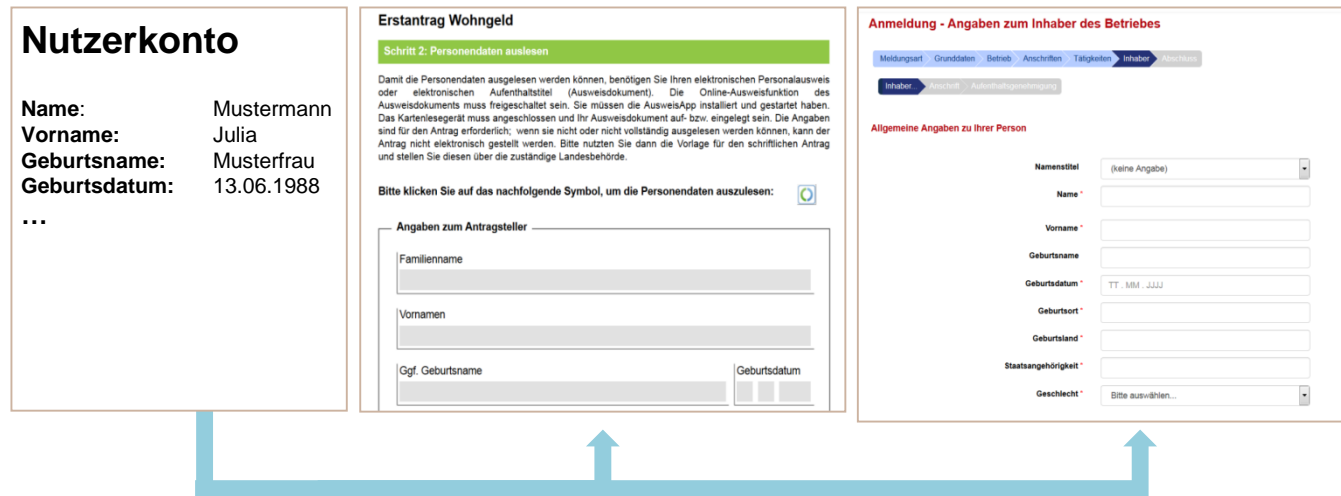 Nutzerkonto
Name: Mustermann
Vorname: Julia
Geburtsname: Musterfrau
Geburtsdatum: 13.06.1988
...
Erstantrag Wohngeld
Schritt 2: Personendaten auslesen
Damit die Personendaten ausgelesen werden können, benötigen Sie Ihren elektronischen Personalausweis
oder elektronischen Aufenthaltstitel (Ausweisdokument). Die Online-Ausweisfunktion des
Ausweisdokuments muss freigeschaltet sein. Sie müssen die AusweisApp installiert und gestartet haben.
Das Kartenlesegerät muss angeschlossen und Ihr Ausweisdokument auf- bzw. eingelegt sein. Die Angaben
sind für den Antrag erforderlich; wenn sie nicht oder nicht vollständig ausgelesen werden können, kann der
Antrag nicht elektronisch gestellt werden. Bitte nutzten Sie dann die Vorlage für den schriftlichen Antrag
und stellen Sie diesen über die zuständige Landesbehörde.
Bitte klicken Sie auf das nachfolgende Symbol, um die Personendaten auszulesen:
Angaben zum Antragsteller
Familienname
Vornamen
Ggf. Geburtsname Geburtsdatum
Anmeldung - Angaben zum Inhaber des Betriebes
Meldungsart Grunddaten Betrieb Anschriften Tätigkeiten Inhaber Abschluss
Inhaber... Anschrift Aufenthaltsgenehmigung
Allgemeine Angaben zu Ihrer Person
Namenstitel (keine Angabe)
Name *
Vorname *
Geburtsname
Geburtsdatum * TT . MM . JJJJ
Geburtsort *
Geburtsland *
Staatsangehörigkeit *
Geschlecht * Bitte auswählen...